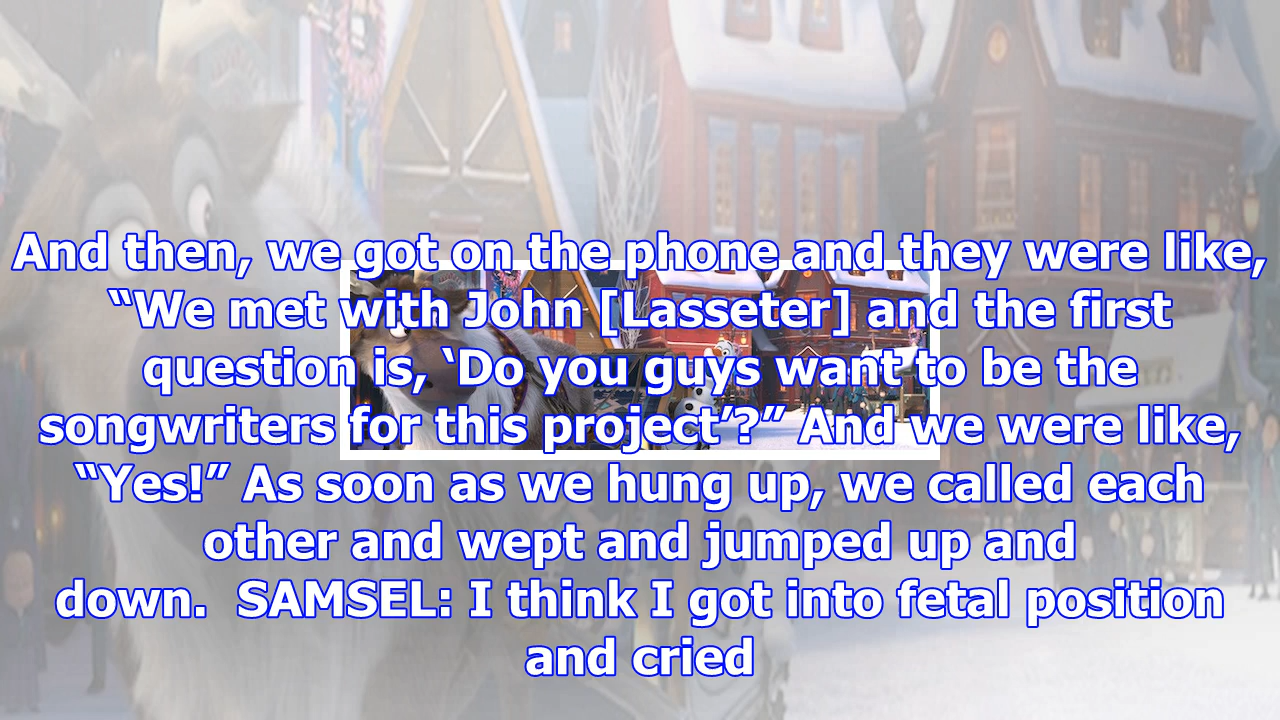 And then, we got on the phone and they were like,
“We met with John [Lasseter] and the first
question is, ‘Do you guys want to be the
songwriters for this project’?” And we were like,
“Yes!” As soon as we hung up, we called each
other and wept and jumped up and
down.  SAMSEL: I think I got into fetal position
and cried